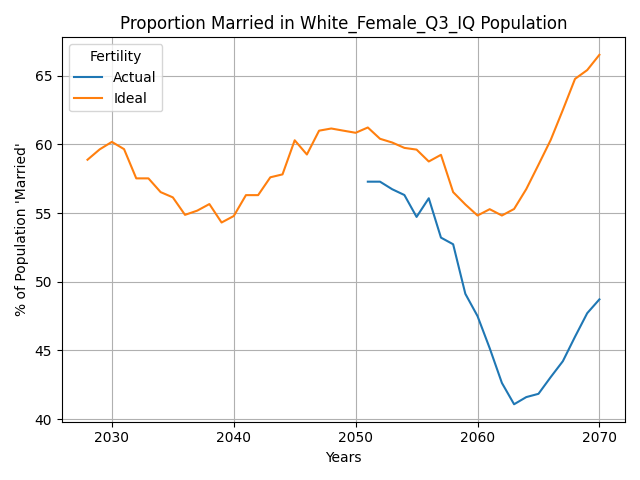 Proportion Married in White_Female_Q3_IQ Population
Fertility
Actual
Ideal
% of Population 'Married'
65
60
55
50
45
40
2030 2040 2050 2060 2070
Years